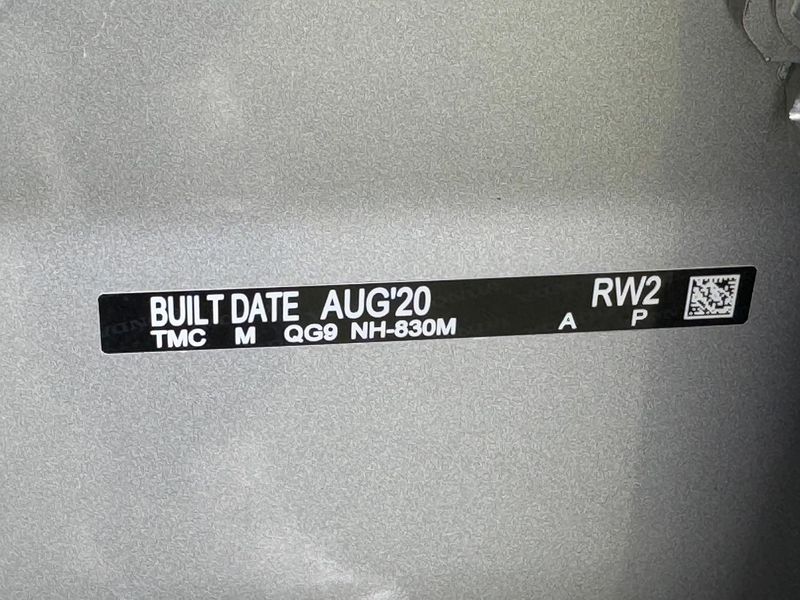 BUILT DATE AUG'20 RW2
TMC M QG9 NH-830M A P